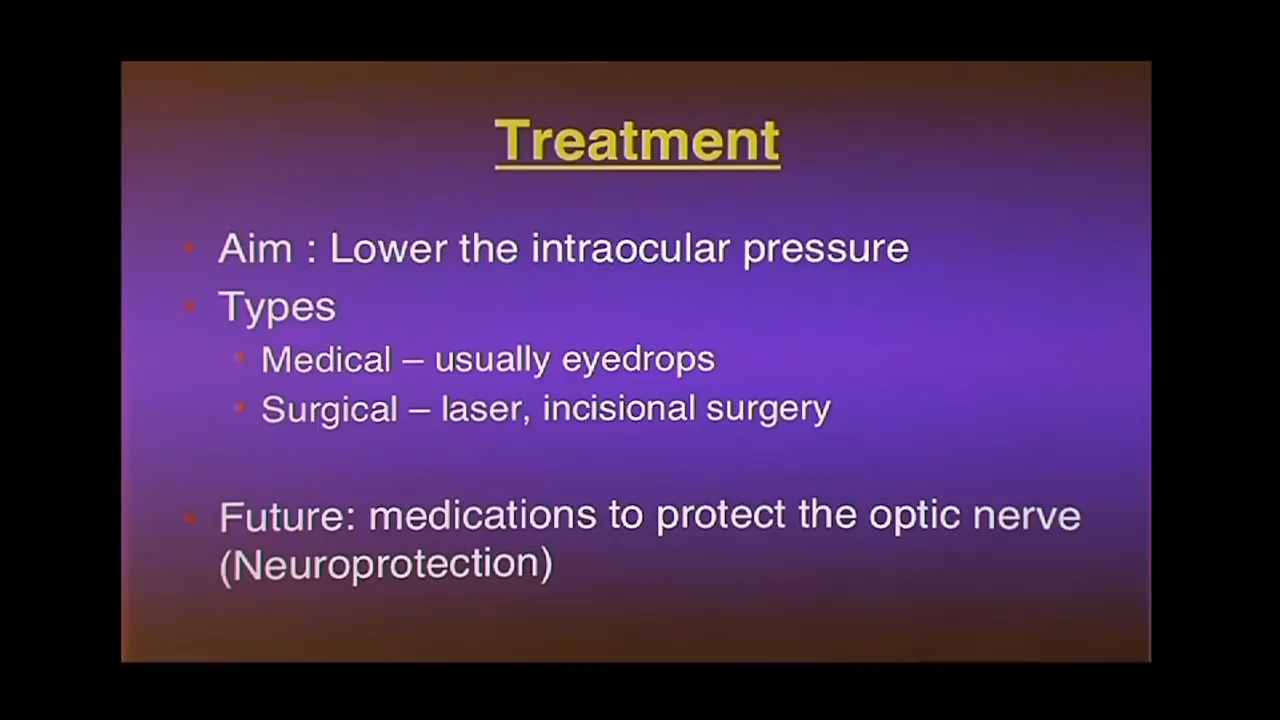 Treatment
• Aim : Lower the intraocular pressure
• Types
• Medical – usually eyedrops
• Surgical – laser, incisional surgery
• Future: medications to protect the optic nerve
(Neuroprotection)